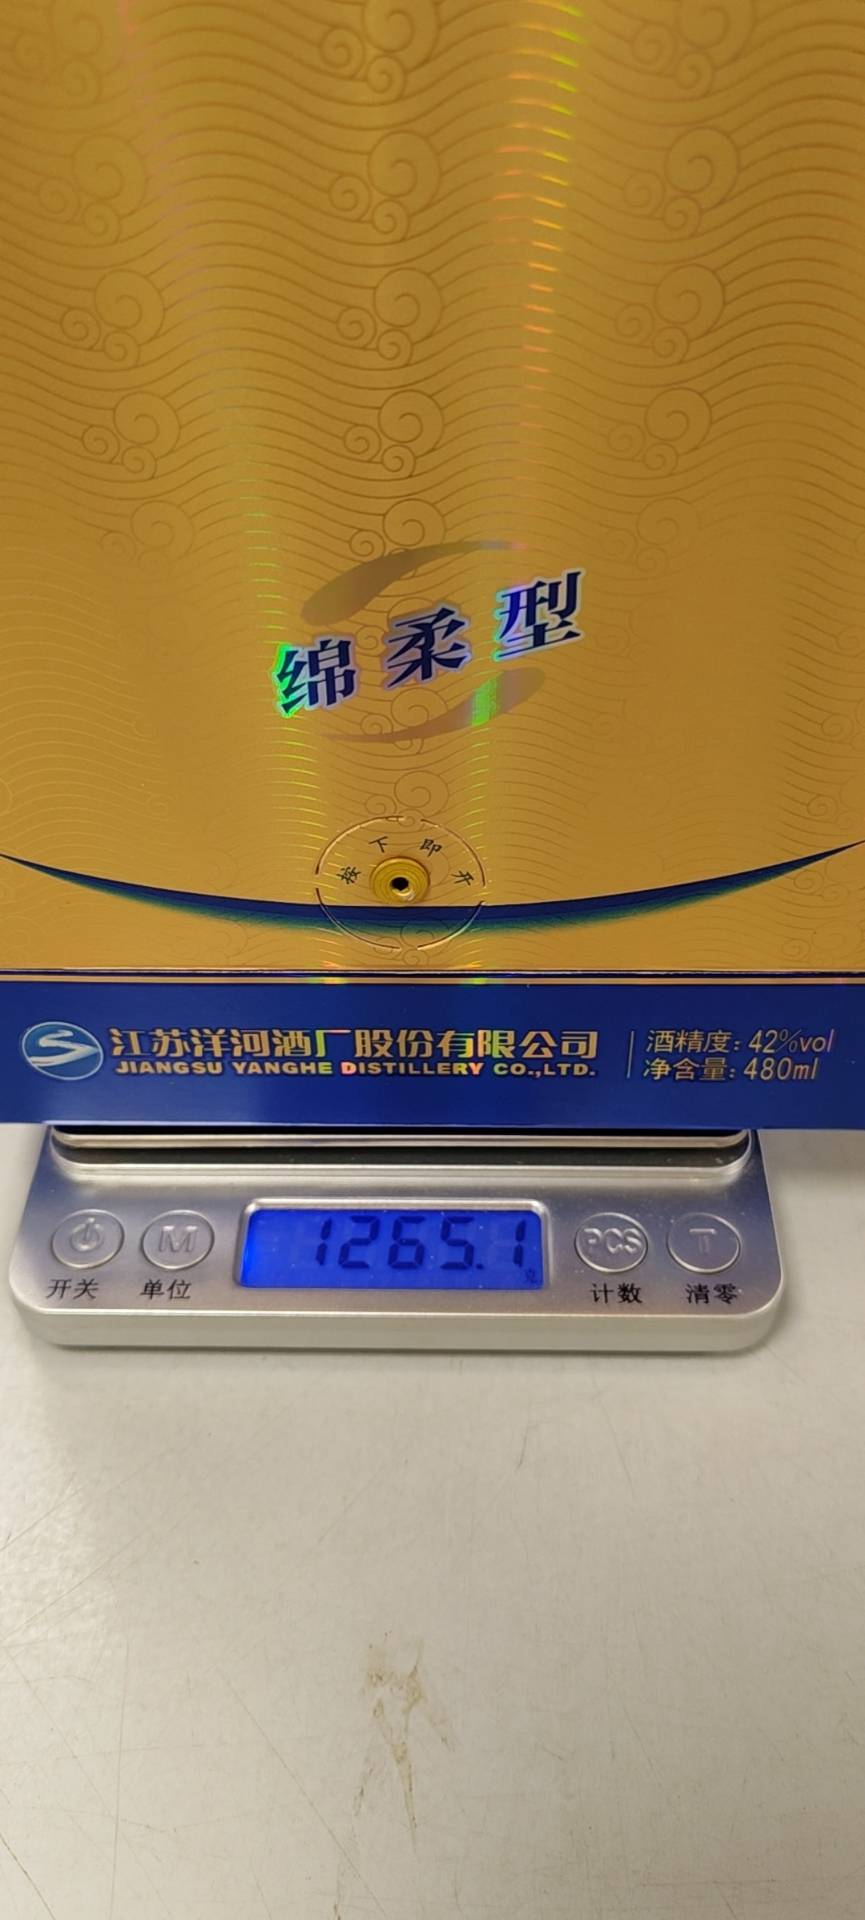 绵柔型
按下即开
江苏洋河酒厂股份有限公司
JIANGSU YANGHE DISTILLERY CO.,LTD.
酒精度: 42%vol
净含量: 480ml
1265.1
克
M
PCS
T
开关
单位
计数
清零